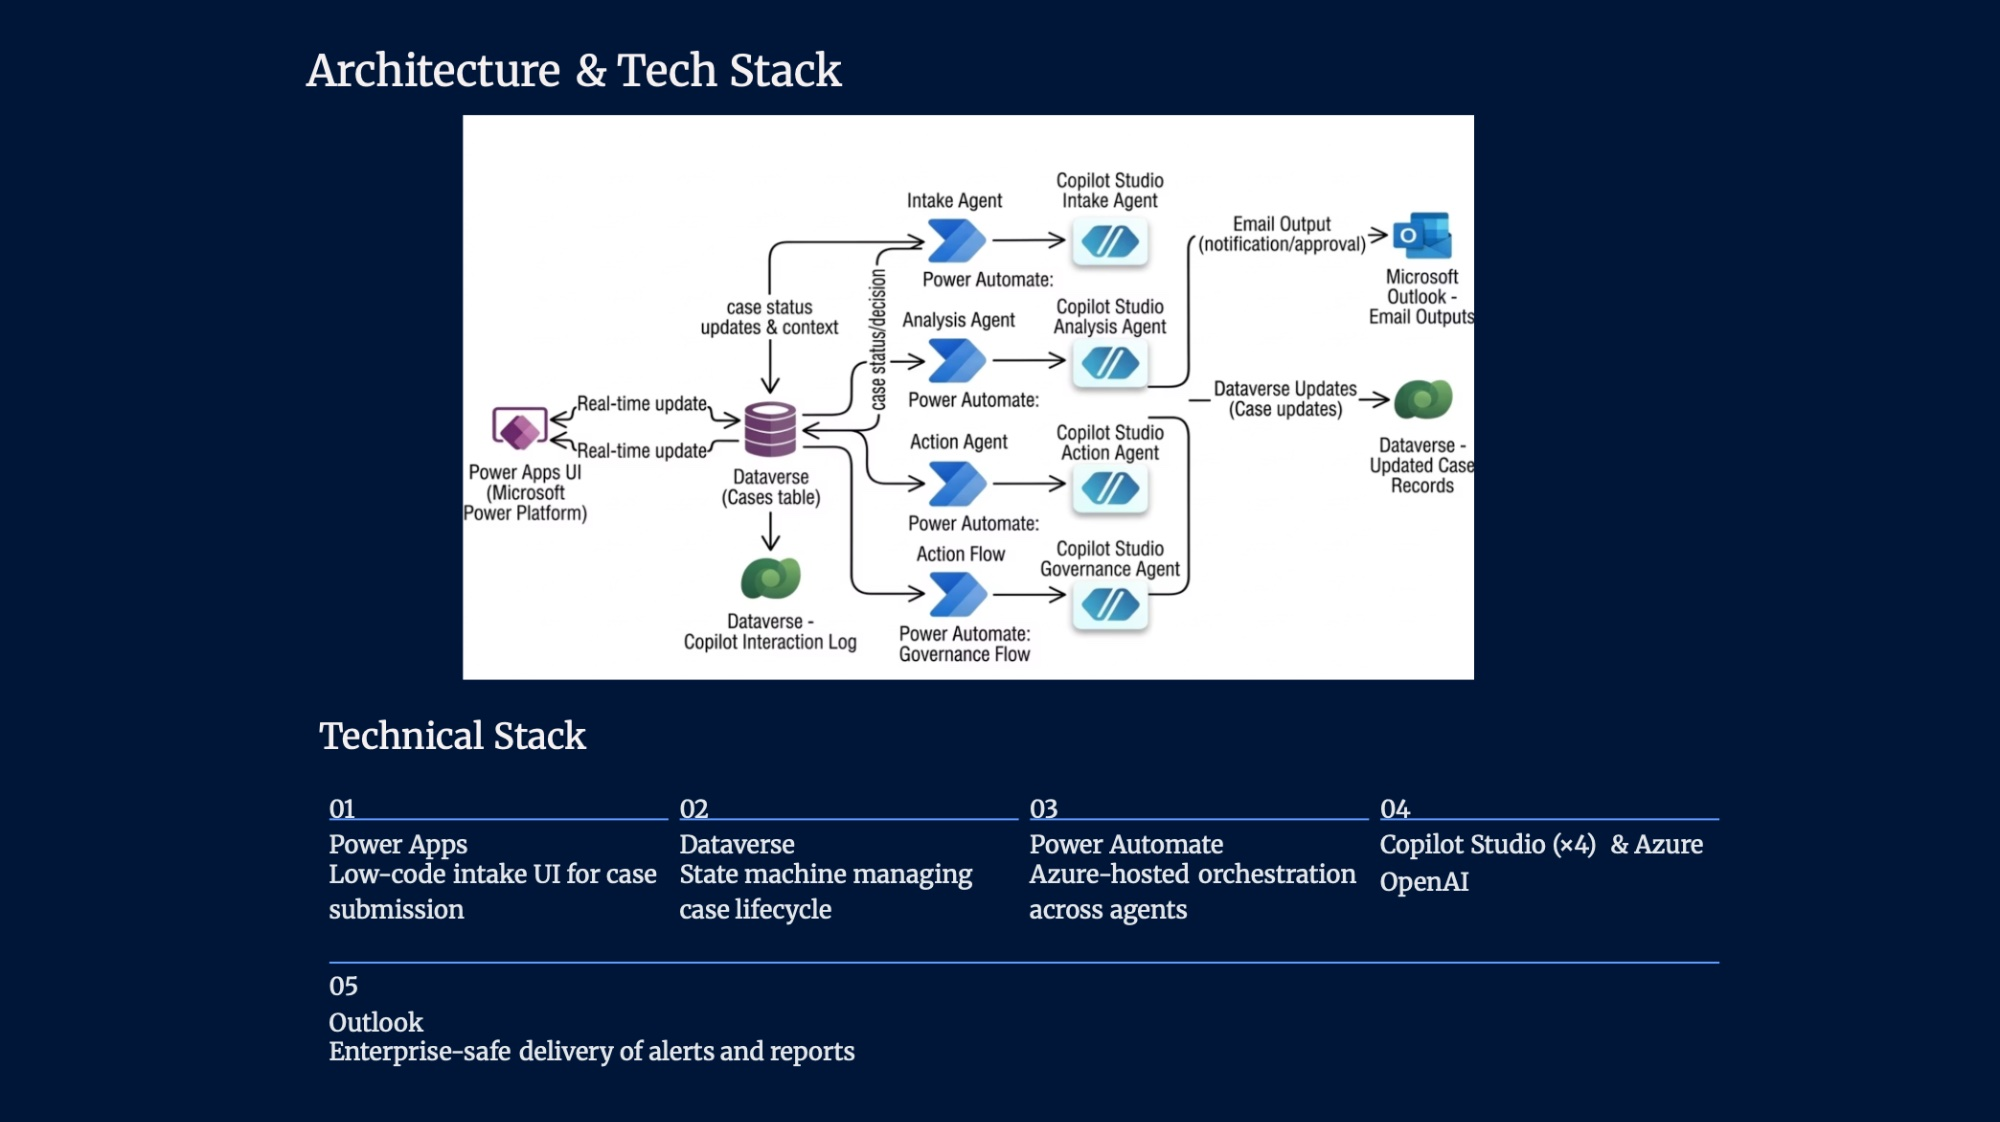 Architecture & Tech Stack
Intake Agent
Copilot Studio
Intake Agent
Power Automate:
case status
updates & context
case status/decision
Analysis Agent
Copilot Studio
Analysis Agent
Power Automate:
Email Output
(notification/approval)
Microsoft
Outlook -
Email Outputs
Dataverse Updates
(Case updates)
Dataverse -
Updated Case
Records
Real-time update
Real-time update
Power Apps UI
(Microsoft
Power Platform)
Dataverse
(Cases table)
Action Agent
Copilot Studio
Action Agent
Power Automate:
Action Flow
Copilot Studio
Governance Agent
Power Automate:
Governance Flow
Dataverse -
Copilot Interaction Log
Technical Stack
01
Power Apps
Low-code intake UI for case
submission
02
Dataverse
State machine managing
case lifecycle
03
Power Automate
Azure-hosted orchestration
across agents
04
Copilot Studio (×4) & Azure
OpenAI
05
Outlook
Enterprise-safe delivery of alerts and reports